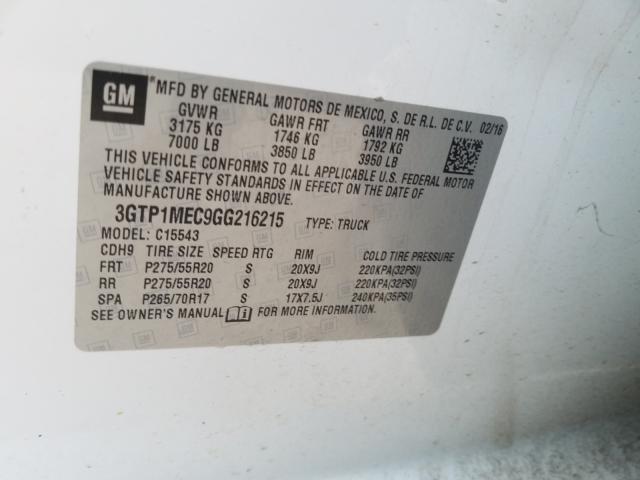 GM *MFD BY GENERAL MOTORS DE MEXICO, S. DE R.L. DE C.V. 02/16
GVWR GAWR FRT GAWR RR
3175 KG 1746 KG 1792 KG
7000 LB 3850 LB 3950 LB
THIS VEHICLE CONFORMS TO ALL APPLICABLE U.S. FEDERAL MOTOR
VEHICLE SAFETY STANDARDS IN EFFECT ON THE DATE OF
MANUFACTURE SHOWN ABOVE.
3GTP1MEC9GG216215 TYPE: TRUCK
MODEL: C15543
CDH9 TIRE SIZE SPEED RTG RIM COLD TIRE PRESSURE
FRT P275/55R20 S 20X9J 220KPA(32PSI)
RR P275/55R20 S 20X9J 220KPA(32PSI)
SPA P265/70R17 S 17X7.5J 240KPA(35PSI)
SEE OWNER'S MANUAL FOR MORE INFORMATION.